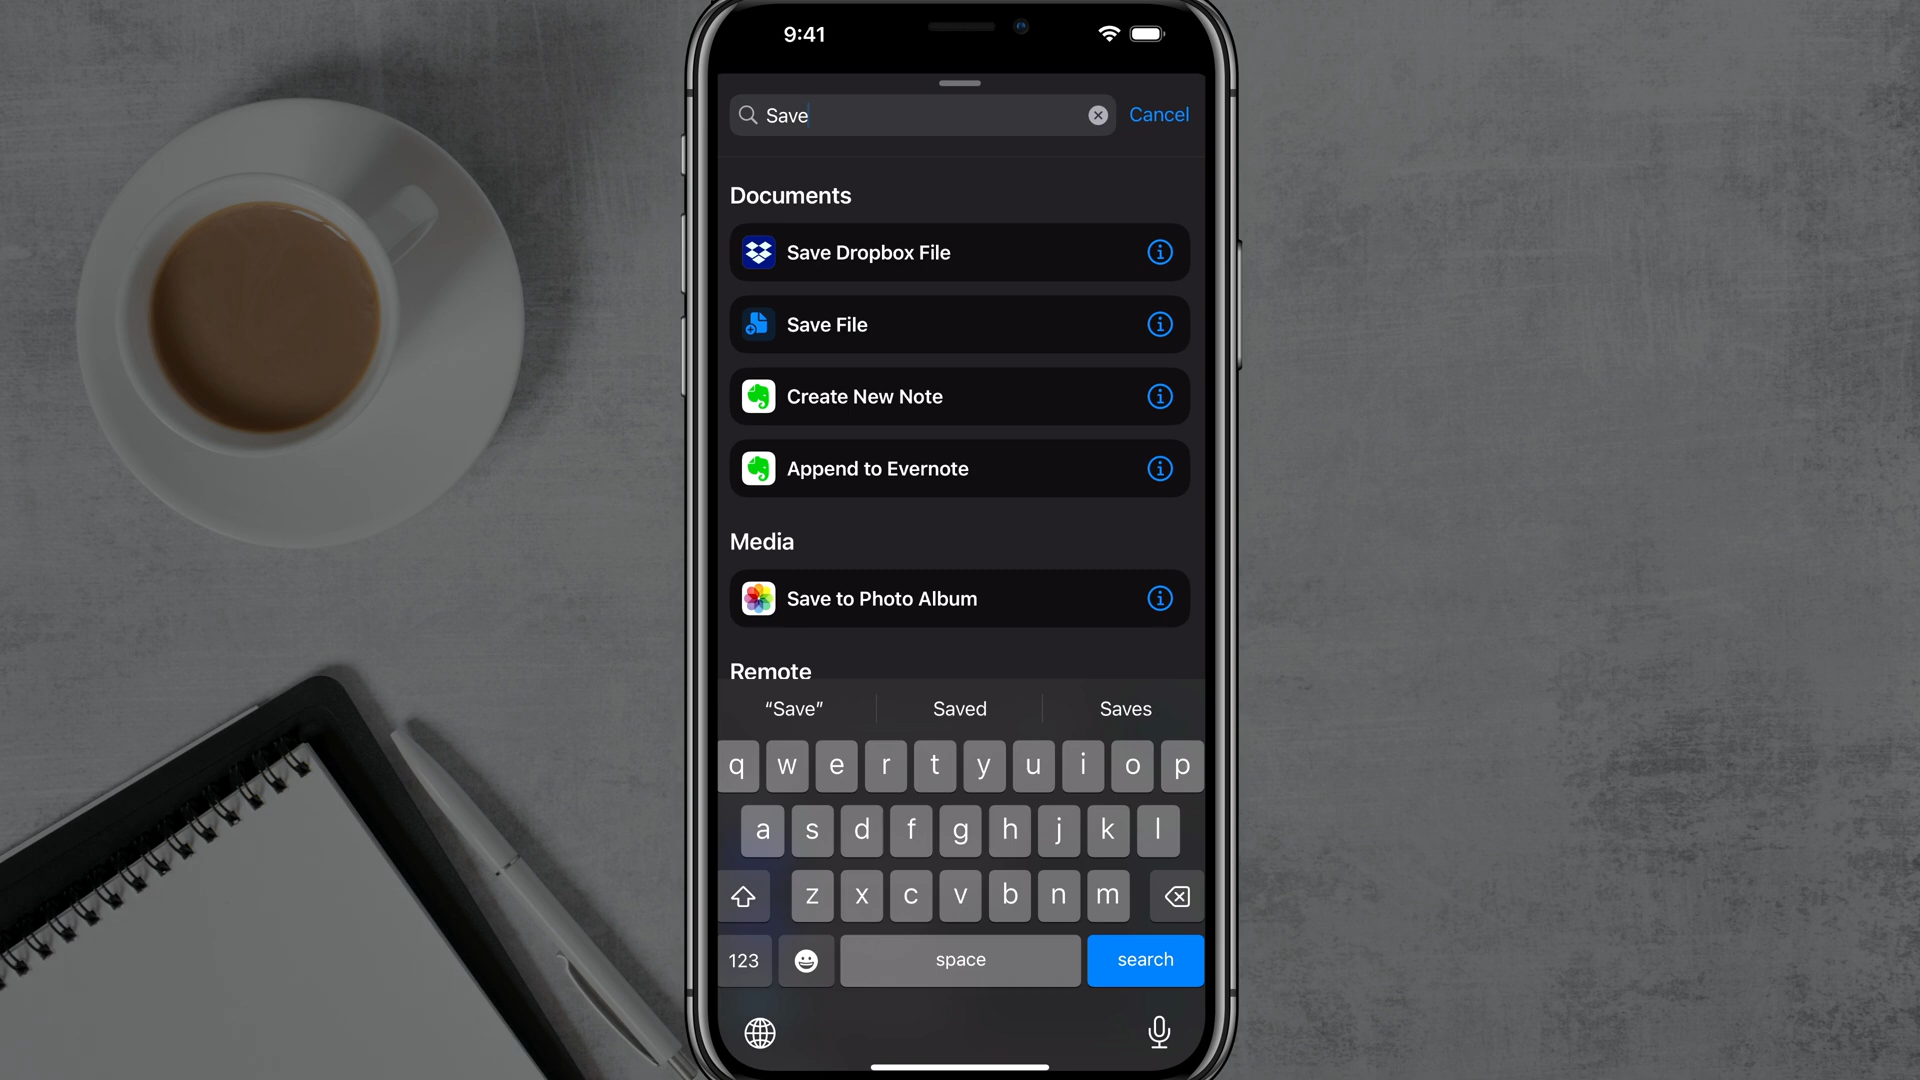 9:41
Save
Cancel
Documents
Save Dropbox File
Save File
Create New Note
Append to Evernote
Media
Save to Photo Album
Remote
“Save” Saved Saves
q w e r t y u i o p
a s d f g h j k l
z x c v b n m
123 space search